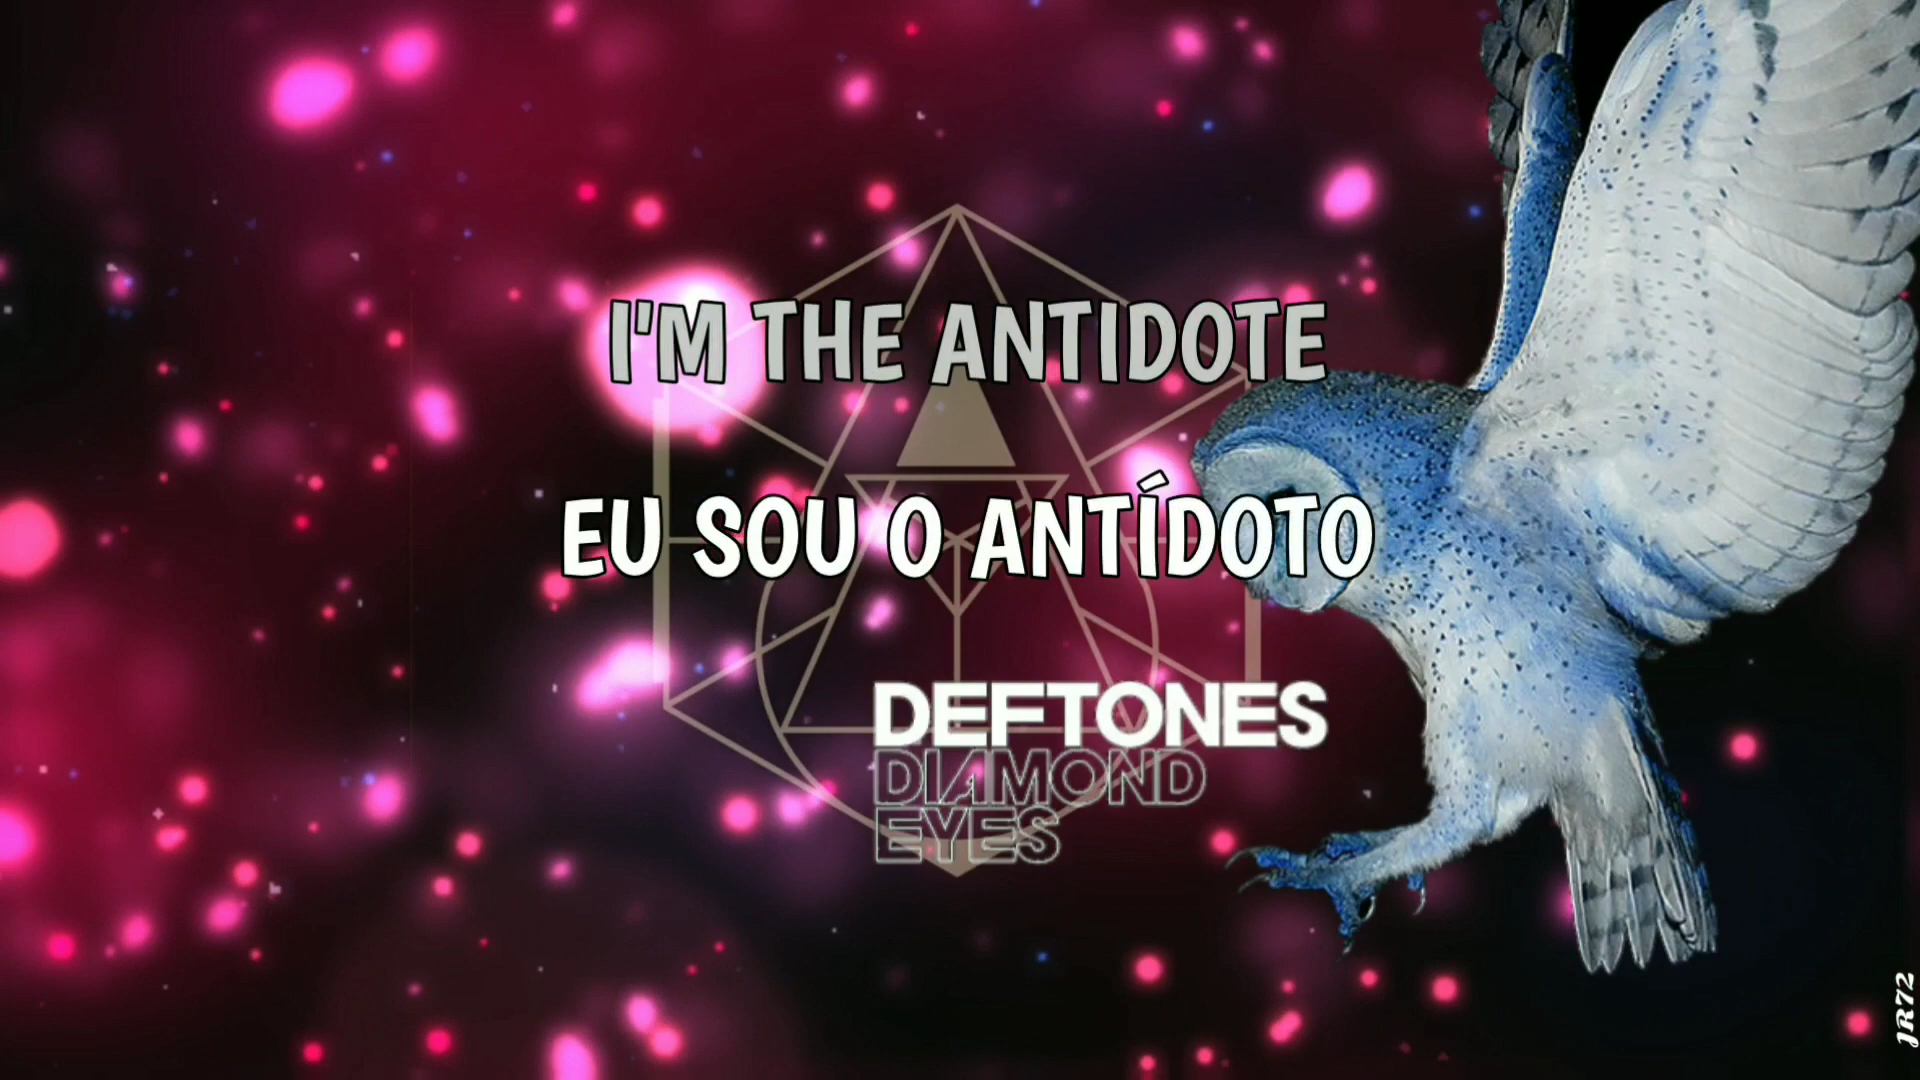 I'M THE ANTIDOTE
EU SOU O ANTÍDOTO
DEFTONES
DIAMOND
EYES
JR72